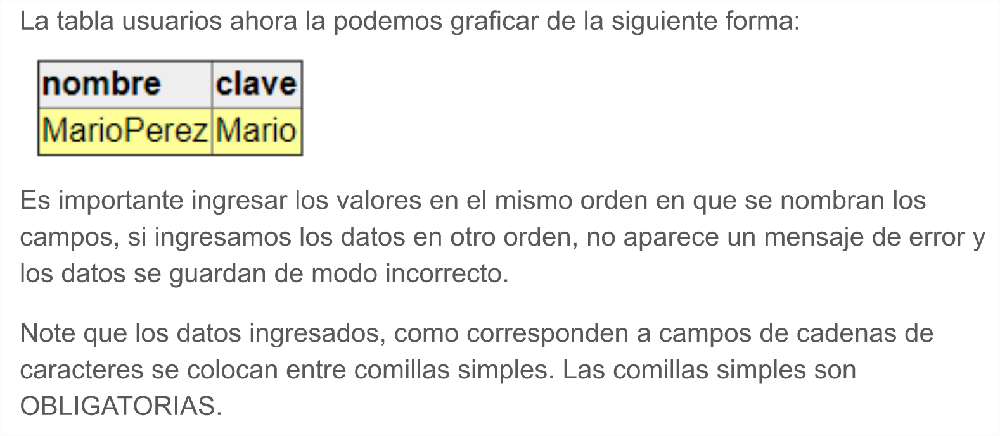 La tabla usuarios ahora la podemos graficar de la siguiente forma:
nombre clave
MarioPerez Mario
Es importante ingresar los valores en el mismo orden en que se nombran los
campos, si ingresamos los datos en otro orden, no aparece un mensaje de error y
los datos se guardan de modo incorrecto.
Note que los datos ingresados, como corresponden a campos de cadenas de
caracteres se colocan entre comillas simples. Las comillas simples son
OBLIGATORIAS.